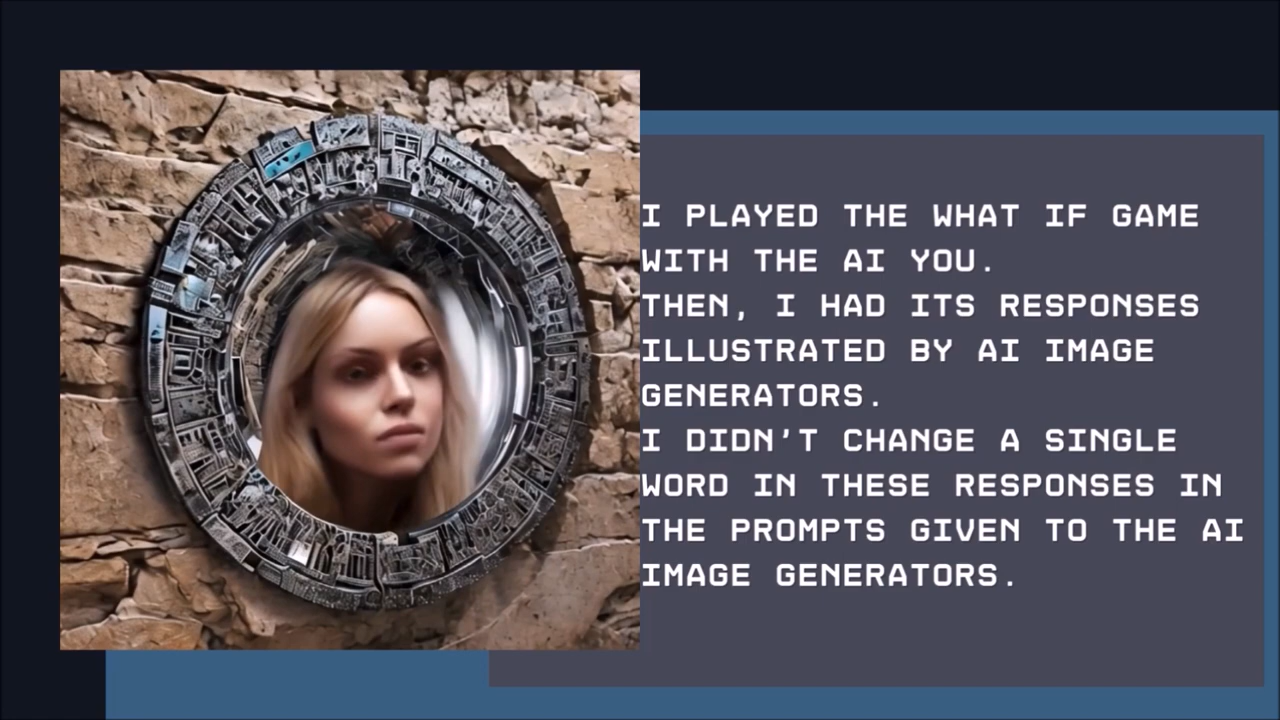 I PLAYED THE WHAT IF GAME
WITH THE AI YOU.
THEN, I HAD ITS RESPONSES
ILLUSTRATED BY AI IMAGE
GENERATORS.
I DIDN'T CHANGE A SINGLE
WORD IN THESE RESPONSES IN
THE PROMPTS GIVEN TO THE AI
IMAGE GENERATORS.